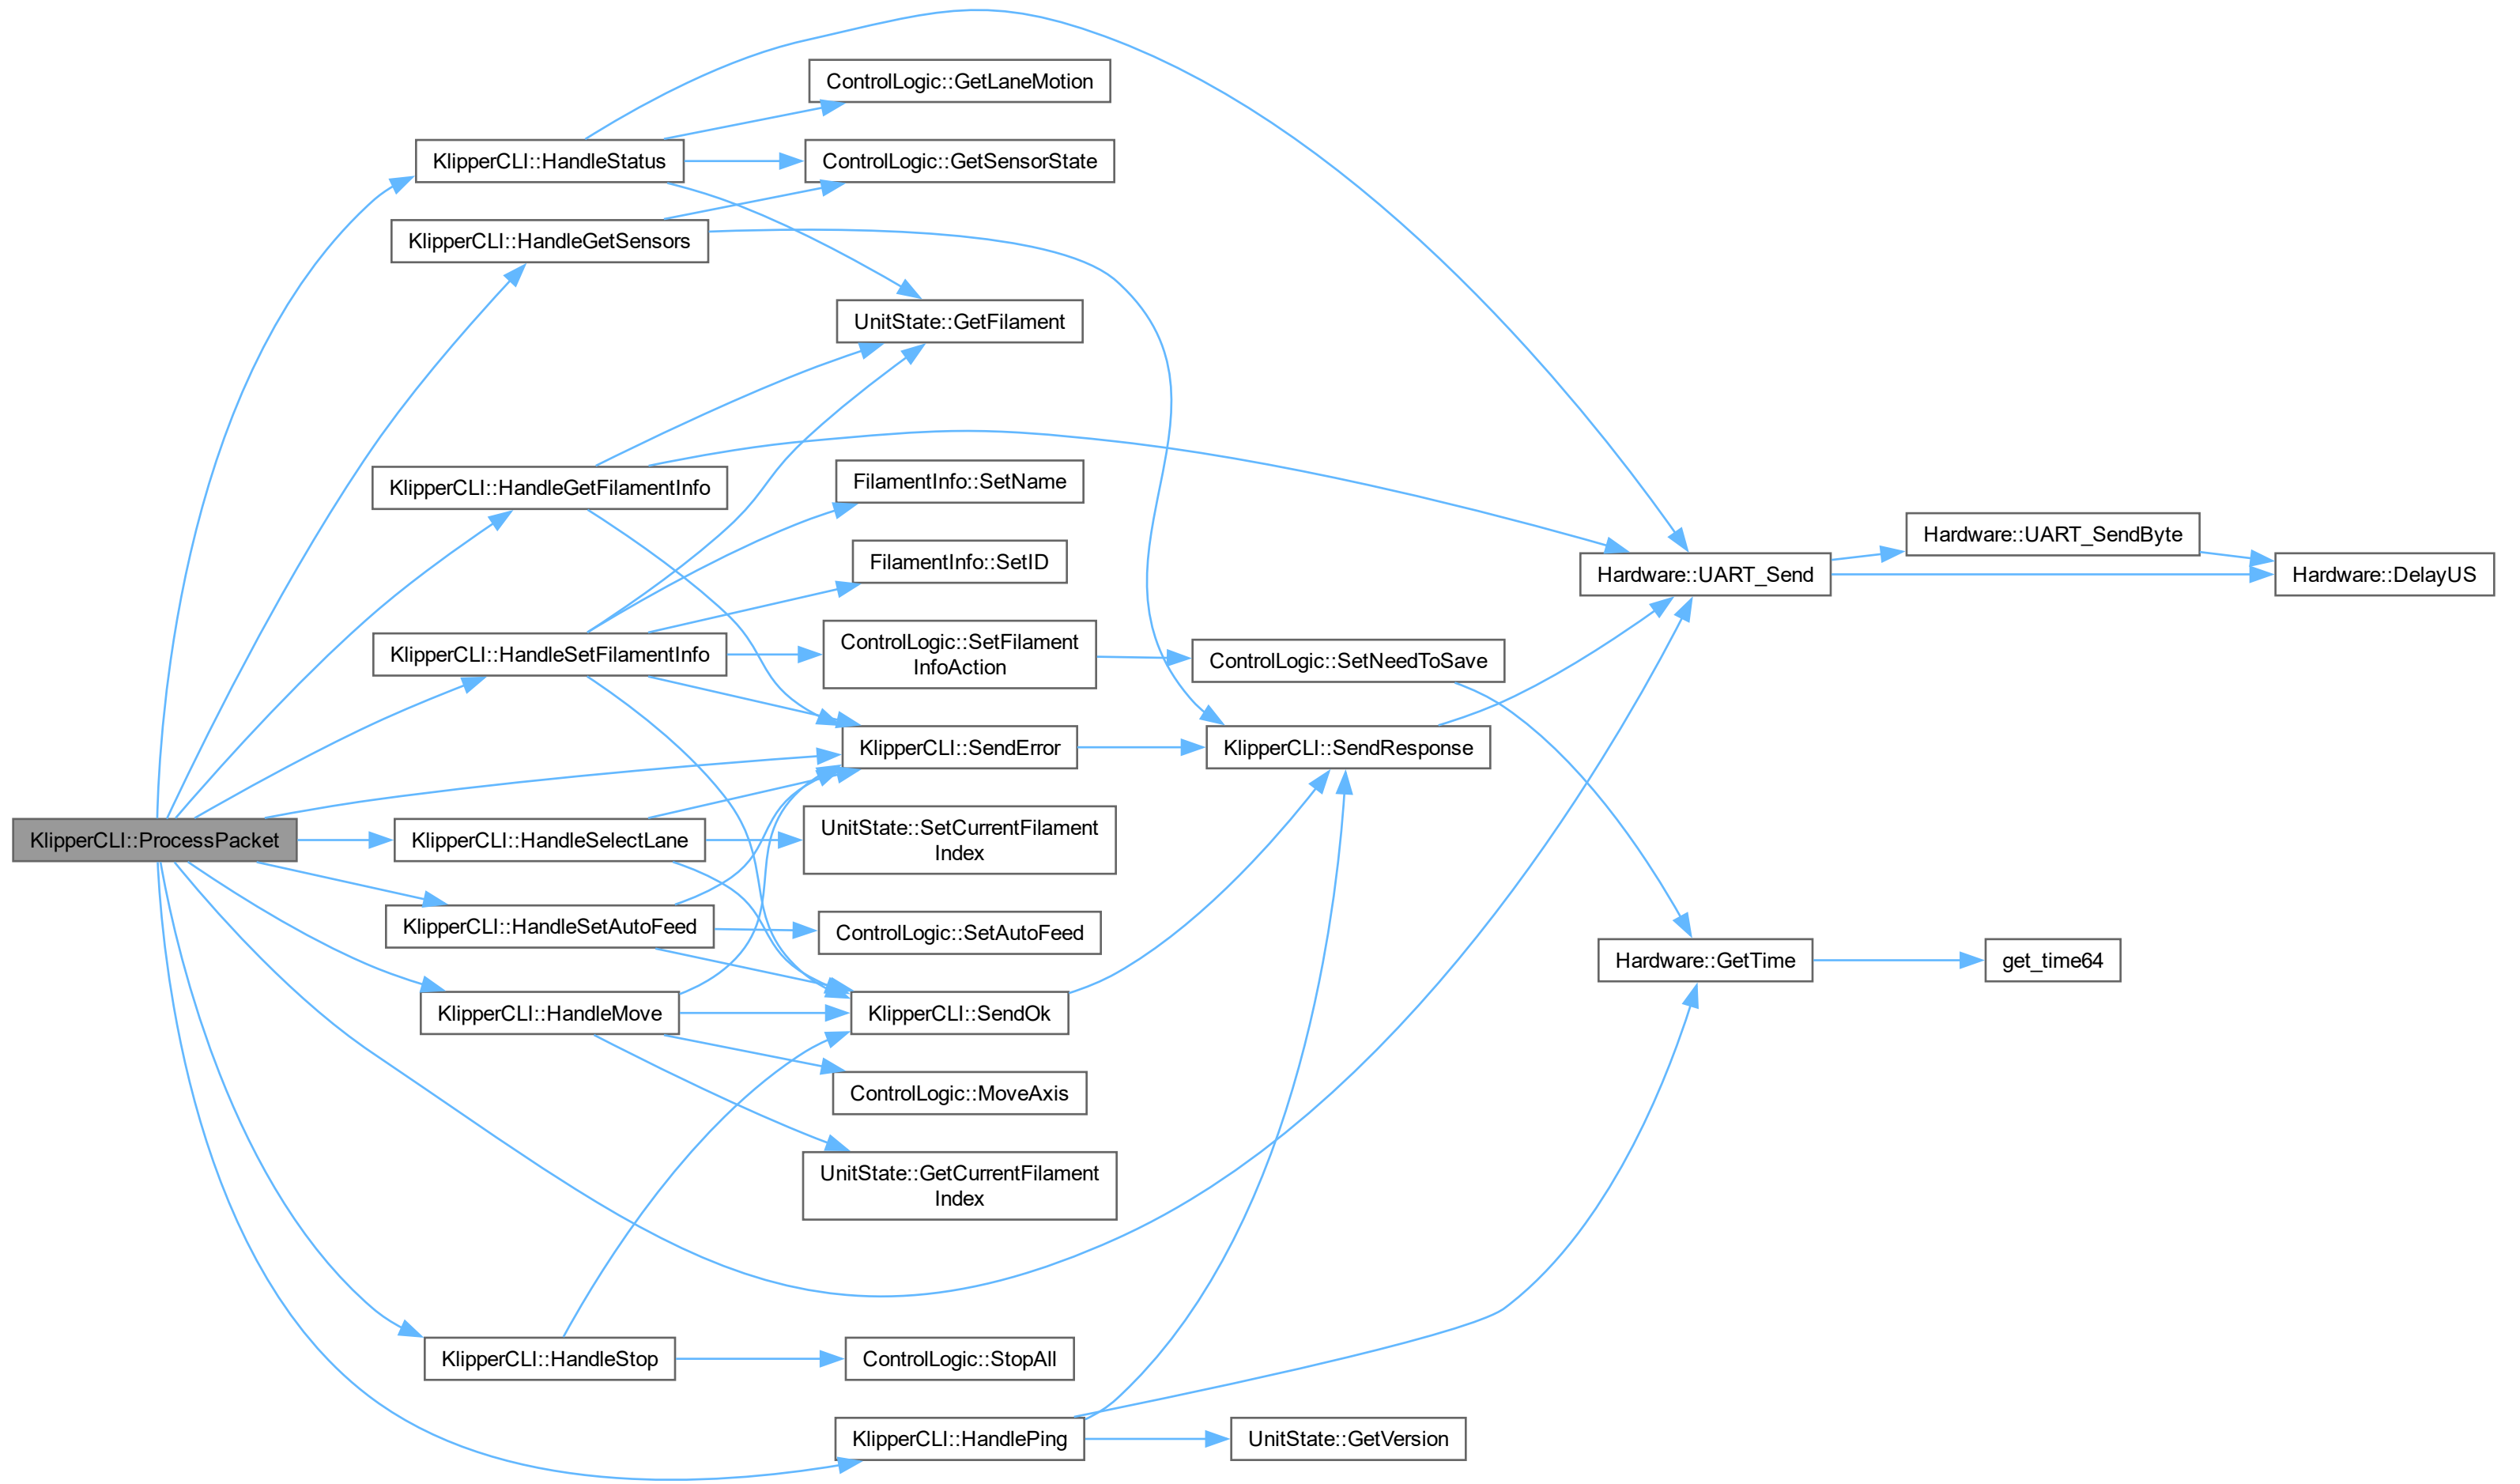 ControlLogic::GetLaneMotion
KlipperCLI::HandleStatus
ControlLogic::GetSensorState
KlipperCLI::HandleGetSensors
UnitState::GetFilament
KlipperCLI::HandleGetFilamentInfo
FilamentInfo::SetName
Hardware::UART_SendByte
FilamentInfo::SetID
Hardware::UART_Send
Hardware::DelayUS
KlipperCLI::HandleSetFilamentInfo
ControlLogic::SetFilament
InfoAction
ControlLogic::SetNeedToSave
KlipperCLI::SendError
KlipperCLI::SendResponse
KlipperCLI::ProcessPacket
KlipperCLI::HandleSelectLane
UnitState::SetCurrentFilament
Index
KlipperCLI::HandleSetAutoFeed
ControlLogic::SetAutoFeed
Hardware::GetTime
get_time64
KlipperCLI::HandleMove
KlipperCLI::SendOk
ControlLogic::MoveAxis
UnitState::GetCurrentFilament
Index
KlipperCLI::HandleStop
ControlLogic::StopAll
KlipperCLI::HandlePing
UnitState::GetVersion